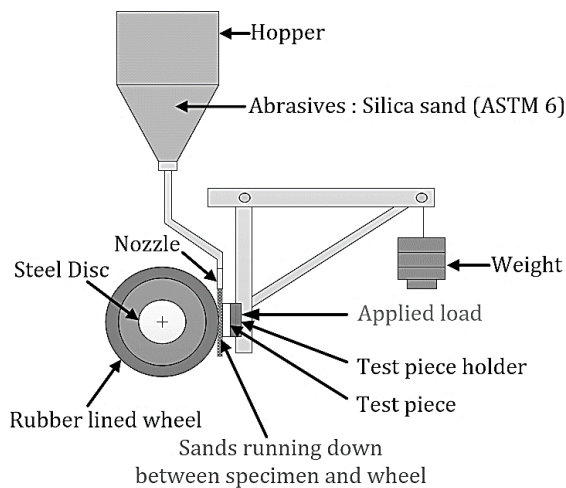 Hopper
Abrasives : Silica sand (ASTM 6)
Nozzle
Steel Disc
Weight
Applied load
Test piece holder
Test piece
Rubber lined wheel
Sands running down
between specimen and wheel